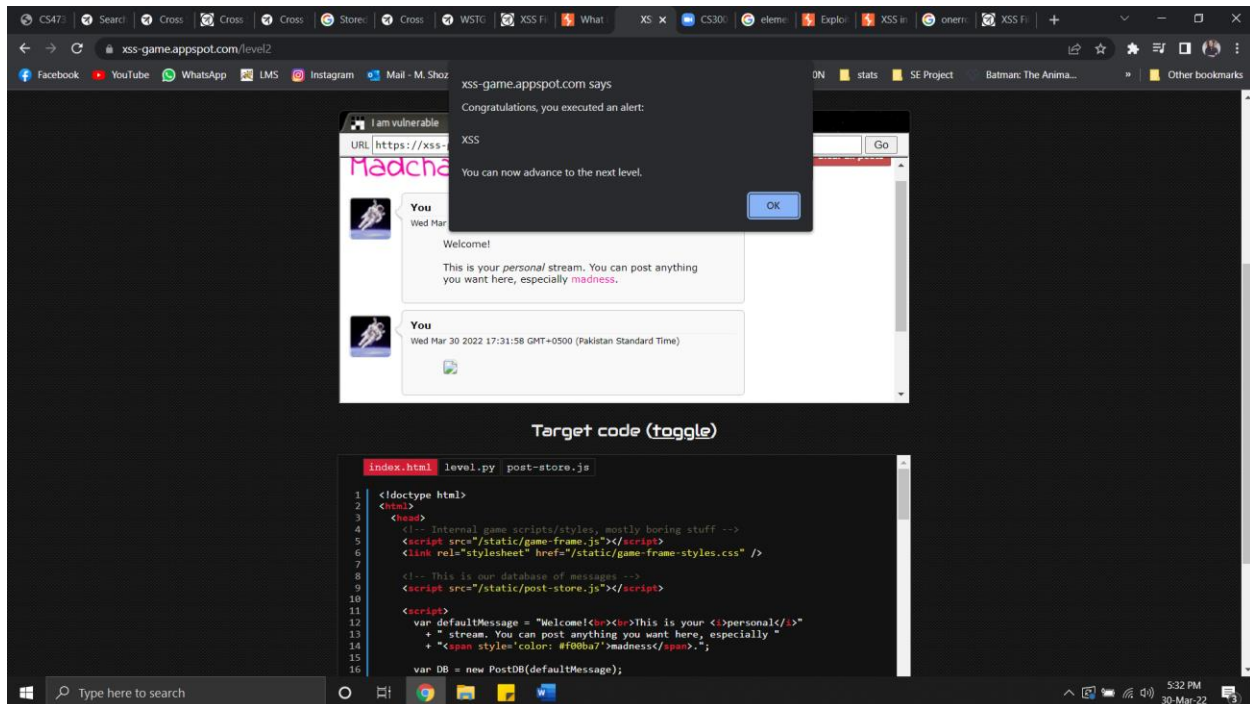 CS473
Search
Cross
Cross
Cross
Stored
Cross
WSTG
XSS Fi
What
XS
CS300
eleme
Exploi
XSS in
onerro
XSS Fi
xss-game.appspot.com/level2
Facebook
YouTube
WhatsApp
LMS
Instagram
Mail - M. Shoz
ON
stats
SE Project
Batman: The Anima...
»
Other bookmarks
xss-game.appspot.com says
Congratulations, you executed an alert:
XSS
You can now advance to the next level.
OK
I am vulnerable
URL https://xss- Go
Madcha
You
Wed Mar
Welcome!
This is your personal stream. You can post anything
you want here, especially madness.
You
Wed Mar 30 2022 17:31:58 GMT+0500 (Pakistan Standard Time)
Target code (toggle)
index.html level.py post-store.js
1 <!doctype html>
2 <html>
3 <head>
4 <!-- Internal game scripts/styles, mostly boring stuff -->
5 <script src="/static/game-frame.js"></script>
6 <link rel="stylesheet" href="/static/game-frame-styles.css" />
7
8 <!-- This is our database of messages -->
9 <script src="/static/post-store.js"></script>
10
11 <script>
12 var defaultMessage = "Welcome!<br><br>This is your <i>personal</i>"
13 + " stream. You can post anything you want here, especially "
14 + "<span style='color: #f00ba7'>madness</span>.";
15
16 var DB = new PostDB(defaultMessage);
Type here to search
5:32 PM
30-Mar-22
3